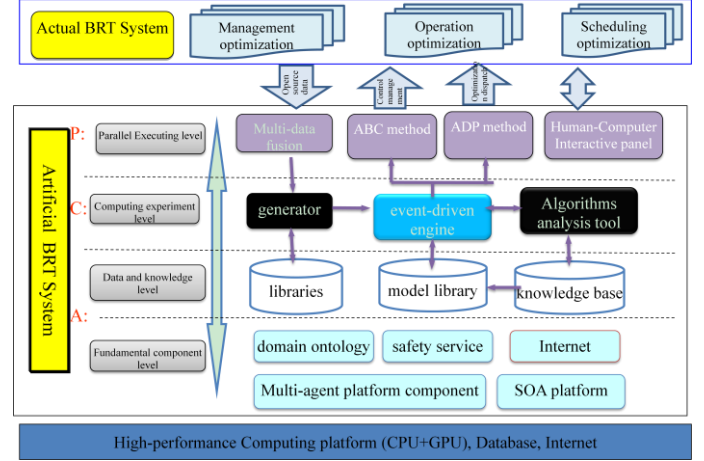 Actual BRT System
Management
optimization
Operation
optimization
Scheduling
optimization
Open
source
data
Control
manage
ment
Optimizatio
n dispatch
Artificial BRT System
P:
Parallel Executing level
Multi-data
fusion
ABC method
ADP method
Human-Computer
Interactive panel
C:
Computing experiment
level
generator
event-driven
engine
Algorithms
analysis tool
Data and knowledge
level
libraries
model library
knowledge base
A:
Fundamental component
level
domain ontology
safety service
Internet
Multi-agent platform component
SOA platform
High-performance Computing platform (CPU+GPU), Database, Internet